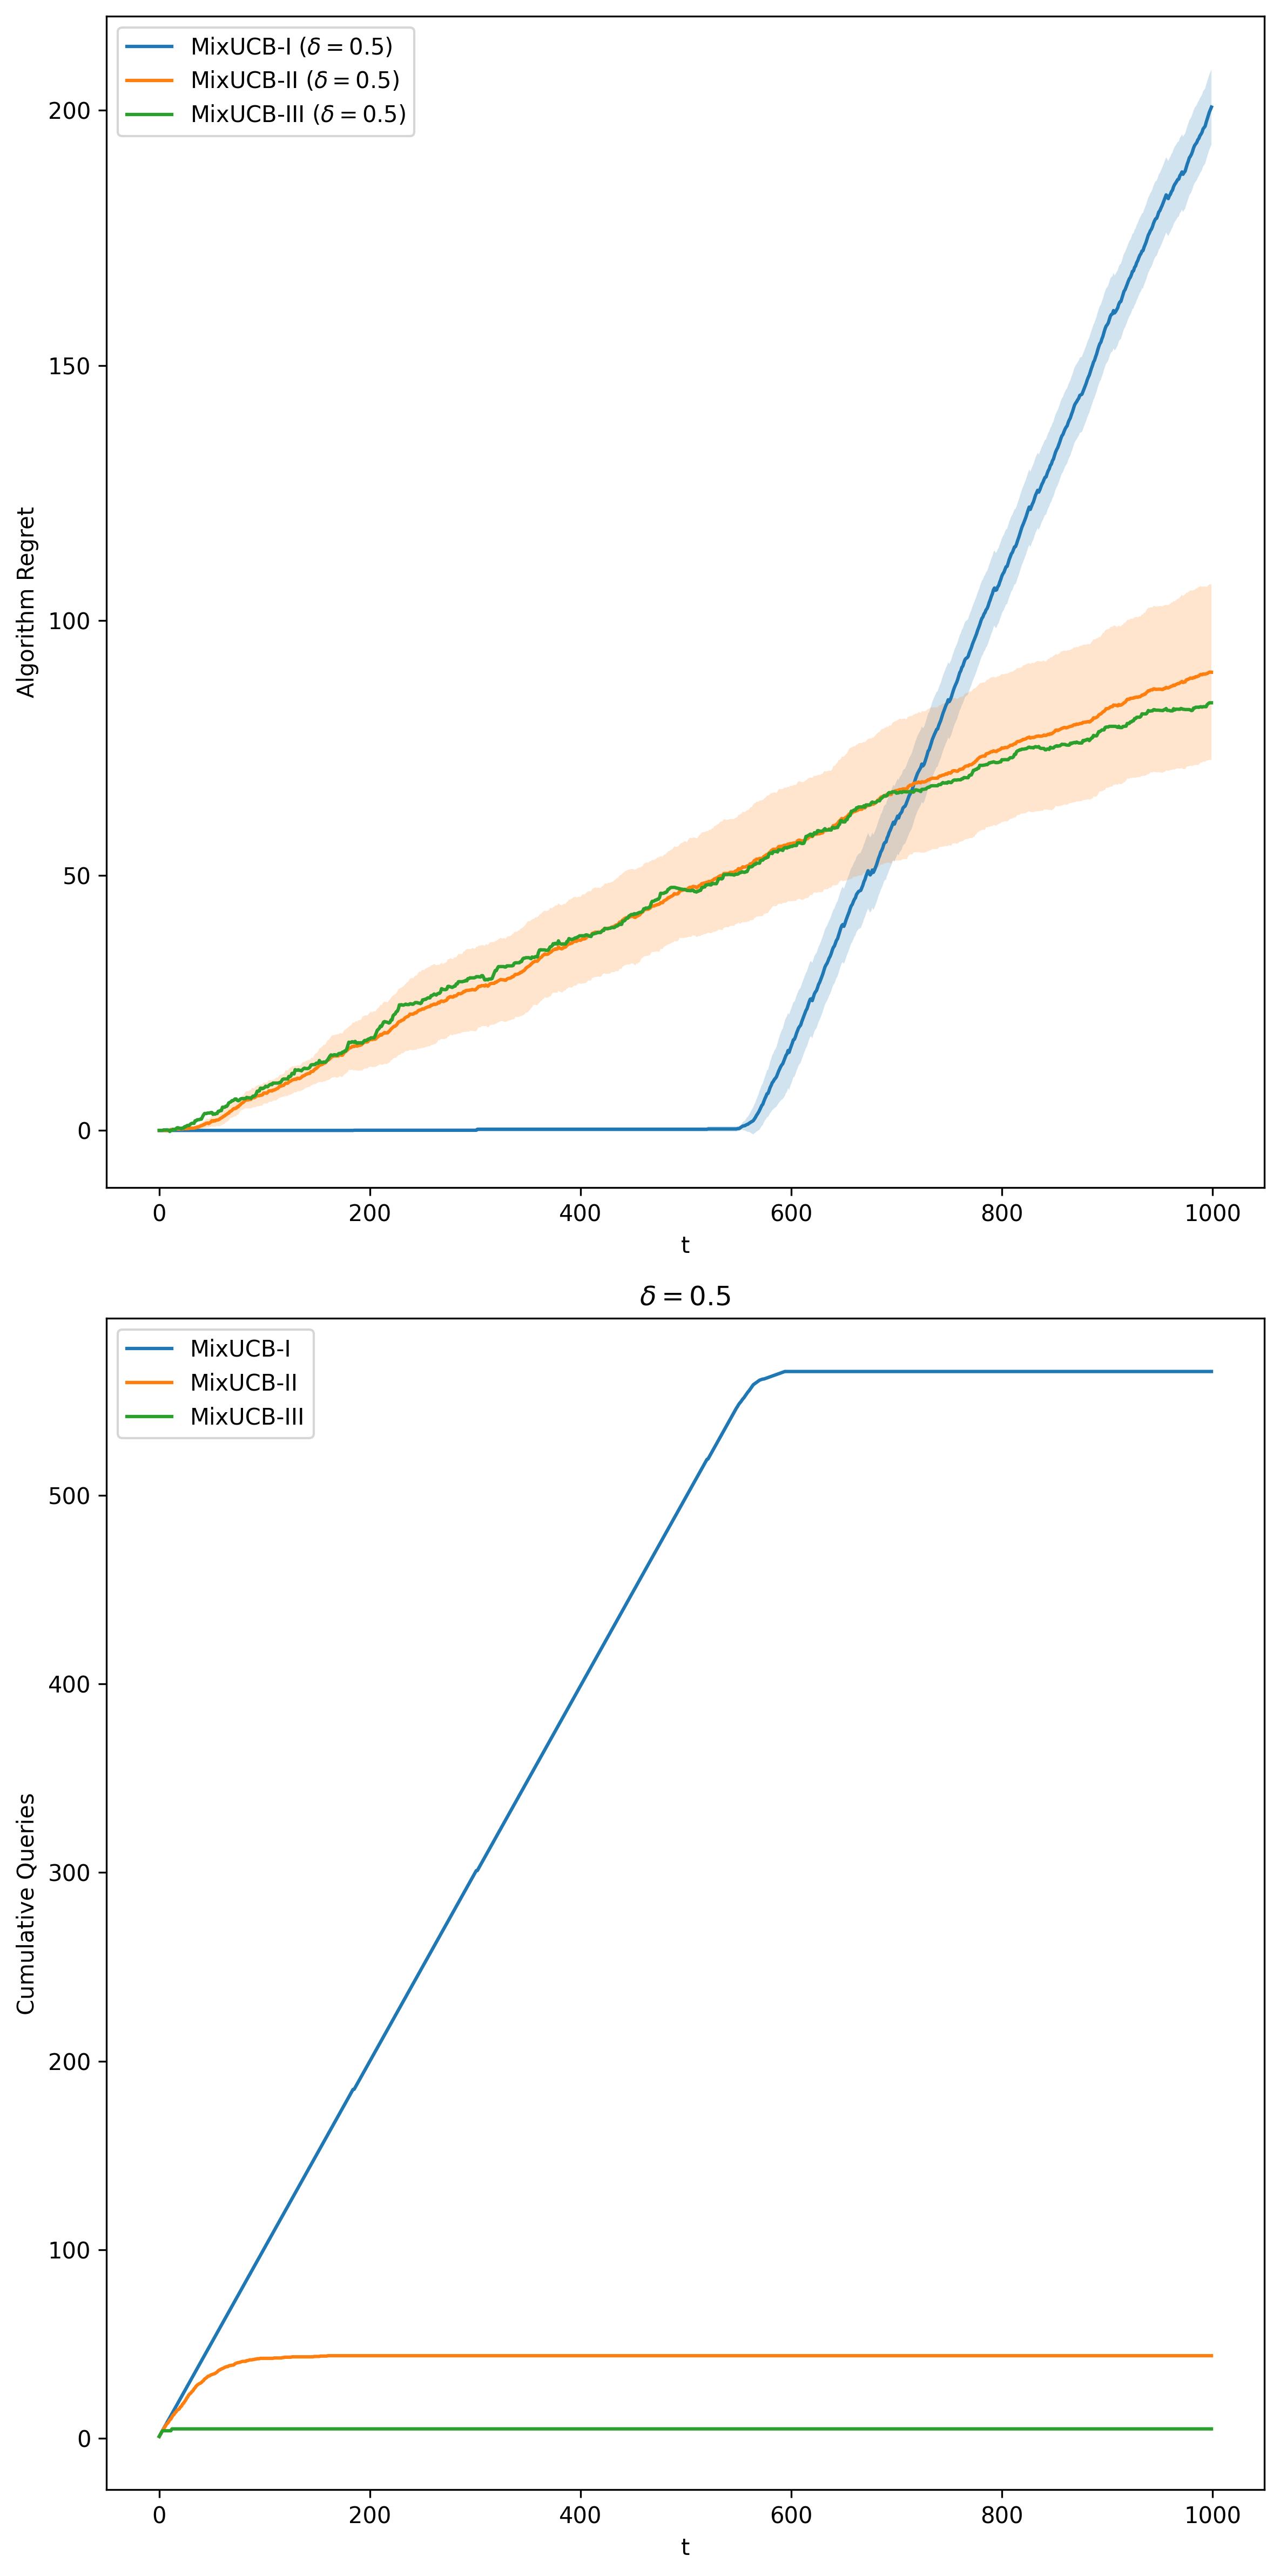 MixUCB-I (δ = 0.5)
MixUCB-II (δ = 0.5)
MixUCB-III (δ = 0.5)
200
150
100
50
0
Algorithm Regret
0 200 400 600 800 1000
t
δ = 0.5
MixUCB-I
MixUCB-II
MixUCB-III
500
400
300
200
100
0
Cumulative Queries
0 200 400 600 800 1000
t